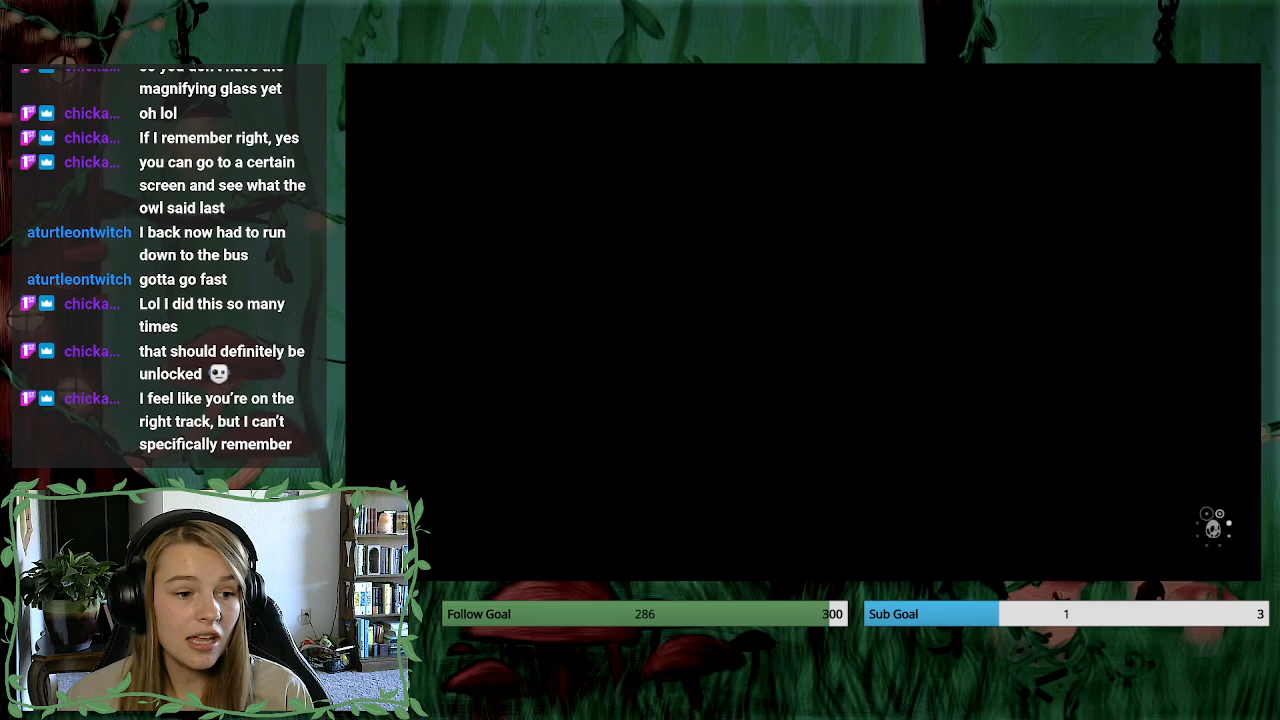 magnifying glass yet
chicka... oh lol
chicka... If I remember right, yes
chicka... you can go to a certain
screen and see what the
owl said last
aturtleontwitch I back now had to run
down to the bus
aturtleontwitch gotta go fast
chicka... Lol I did this so many
times
chicka... that should definitely be
unlocked
chicka... I feel like you’re on the
right track, but I can’t
specifically remember
Follow Goal 286 300
Sub Goal 1 3